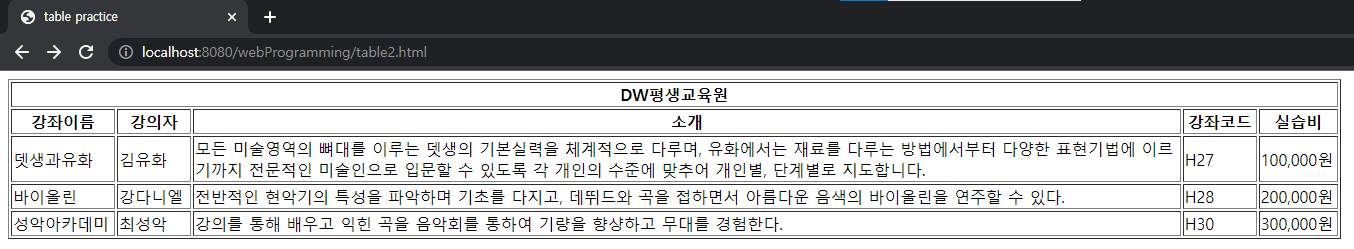 table practice
localhost:8080/webProgramming/table2.html
DW평생교육원
강좌이름 강의자 소개 강좌코드 실습비
뎃생과유화 김유화 모든 미술영역의 뼈대를 이루는 뎃생의 기본실력을 체계적으로 다루며, 유화에서는 재료를 다루는 방법에서부터 다양한 표현기법에 이르
기까지 전문적인 미술인으로 입문할 수 있도록 각 개인의 수준에 맞추어 개인별, 단계별로 지도합니다. H27 100,000원
바이올린 강다니엘 전반적인 현악기의 특성을 파악하며 기초를 다지고, 데뛰드와 곡을 접하면서 아름다운 음색의 바이올린을 연주할 수 있다. H28 200,000원
성악아카데미 최성악 강의를 통해 배우고 익힌 곡을 음악회를 통하여 기량을 향샹하고 무대를 경험한다. H30 300,000원